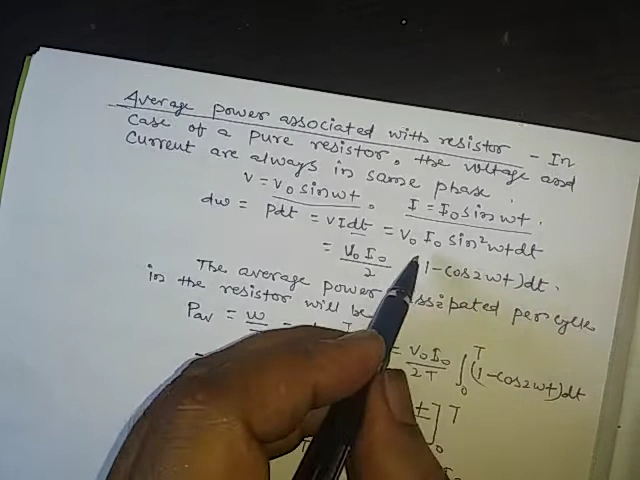 Average power associated with resistor - In
case of a pure resistor, the voltage and
current are always in same phase.
V = V₀ sinωt, I = I₀ sinωt.
dw = Pdt = VIdt = V₀ I₀ sin²ωt dt
= V₀ I₀ / 2 (1-cos2ωt)dt.
The average power dissipated per cycle
in the resistor will be
Pav = w/ = = V₀I₀/2T ∫₀ᵀ (1-cos2ωt)dt
]₀ᵀ